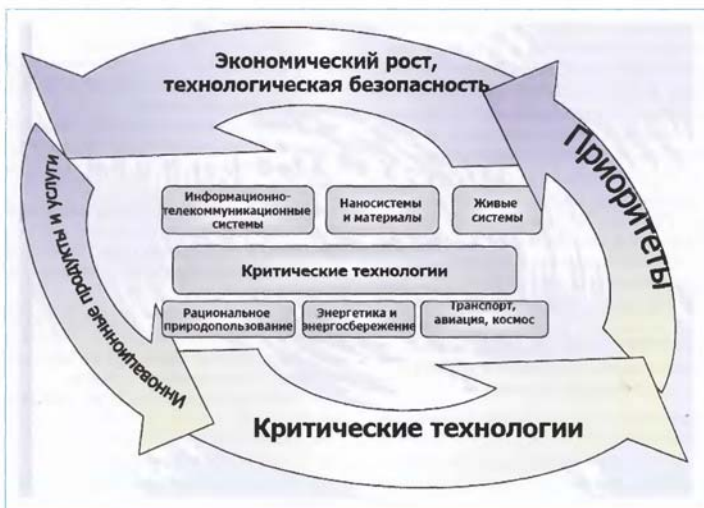 Экономический рост,
технологическая безопасность
Приоритеты
Инновационные продукты и услуги
Информационно-
телекоммуникационные
системы
Наносистемы
и материалы
Живые
системы
Критические технологии
Рациональное
природопользование
Энергетика и
энергосбережение
Транспорт,
авиация, космос
Критические технологии